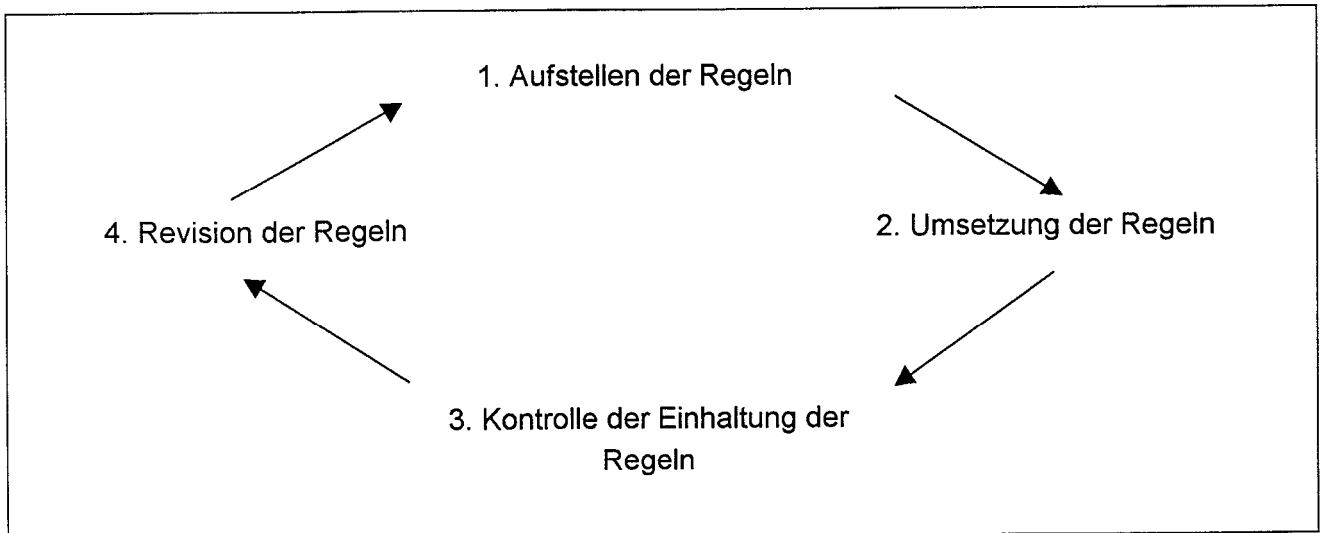 1. Aufstellen der Regeln
2. Umsetzung der Regeln
3. Kontrolle der Einhaltung der
Regeln
4. Revision der Regeln